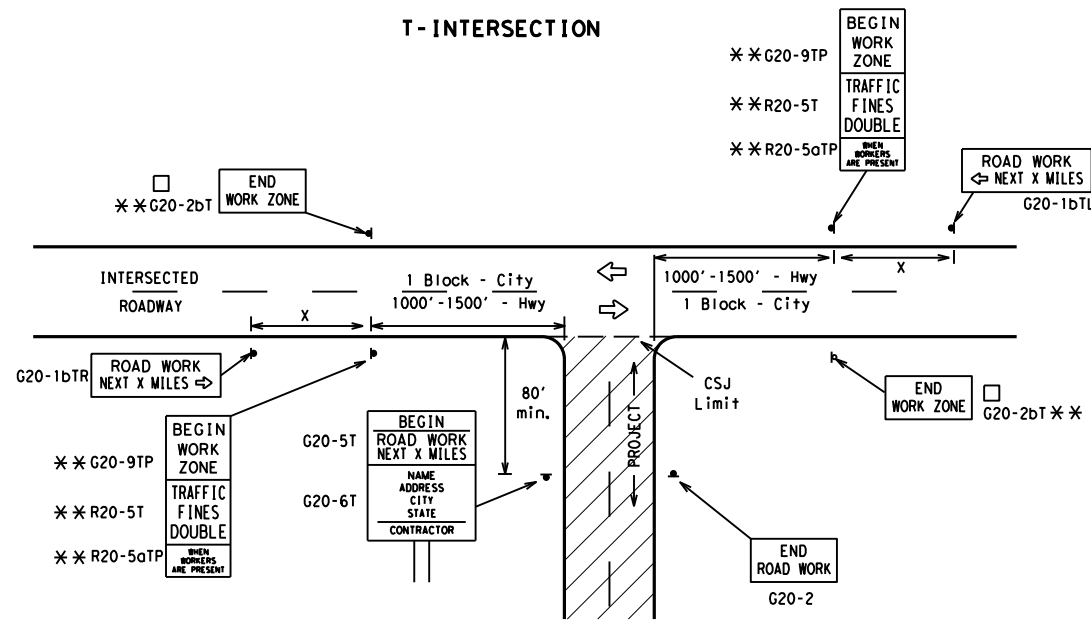 T-INTERSECTION
BEGIN
WORK
ZONE
TRAFFIC
FINES
DOUBLE
WHEN
WORKERS
ARE PRESENT
**G20-9TP
**R20-5T
**R20-5aTP
ROAD WORK
⇦ NEXT X MILES
G20-1bTL
□
**G20-2bT
END
WORK ZONE
INTERSECTED
ROADWAY
1 Block - City
1000'-1500' - Hwy
X
1000'-1500' - Hwy
1 Block - City
X
G20-1bTR
ROAD WORK
NEXT X MILES ⇨
80'
min.
CSJ
Limit
PROJECT
END
WORK ZONE
□
G20-2bT **
**G20-9TP
**R20-5T
**R20-5aTP
BEGIN
WORK
ZONE
TRAFFIC
FINES
DOUBLE
WHEN
WORKERS
ARE PRESENT
G20-5T
G20-6T
BEGIN
ROAD WORK
NEXT X MILES
NAME
ADDRESS
CITY
STATE
CONTRACTOR
END
ROAD WORK
G20-2